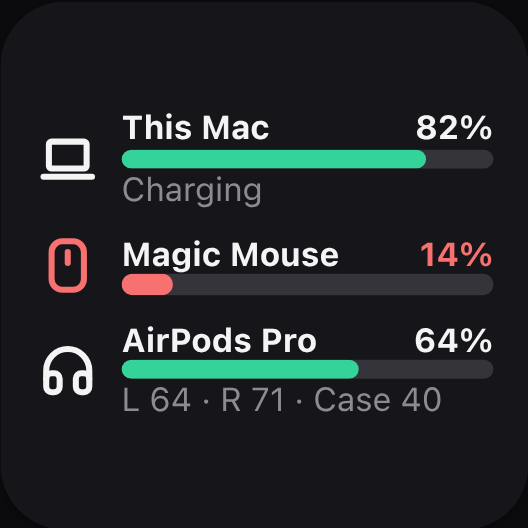 This Mac 82%
Charging
Magic Mouse 14%
AirPods Pro 64%
L 64 · R 71 · Case 40